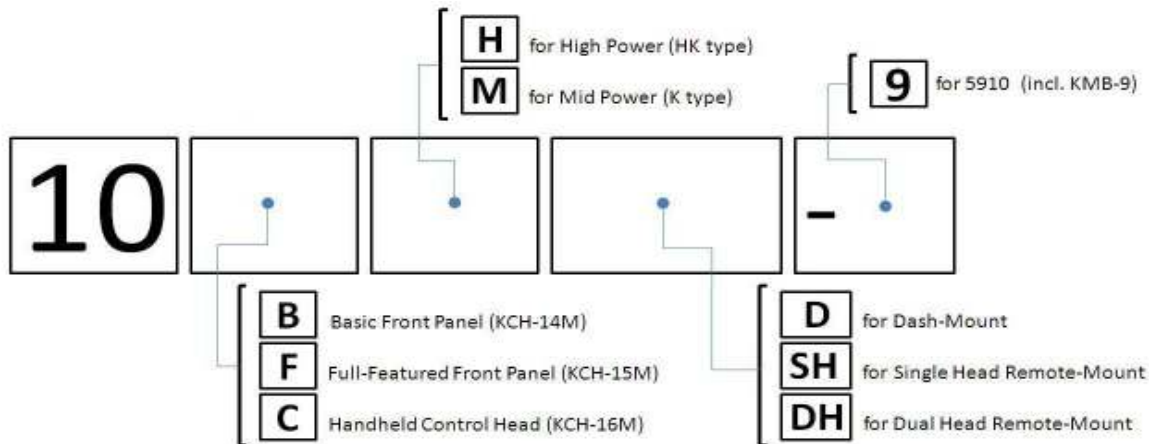 H for High Power (HK type)
M for Mid Power (K type)
9 for 5910 (incl. KMB-9)
10 -
B Basic Front Panel (KCH-14M)
F Full-Featured Front Panel (KCH-15M)
C Handheld Control Head (KCH-16M)
D for Dash-Mount
SH for Single Head Remote-Mount
DH for Dual Head Remote-Mount